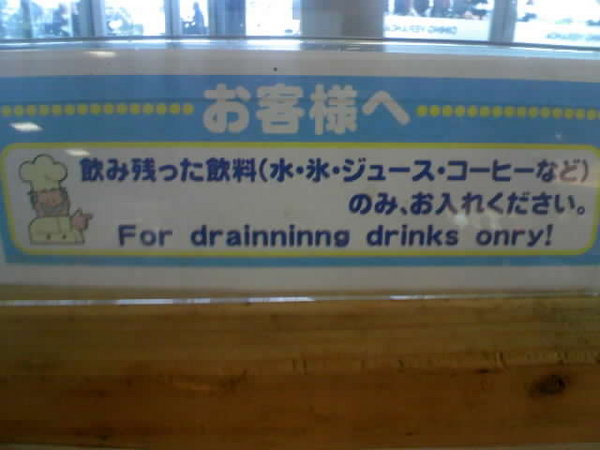 お客様へ
飲み残った飲料(水・氷・ジュース・コーヒーなど)
のみ、お入れください。
For drainninng drinks onry!